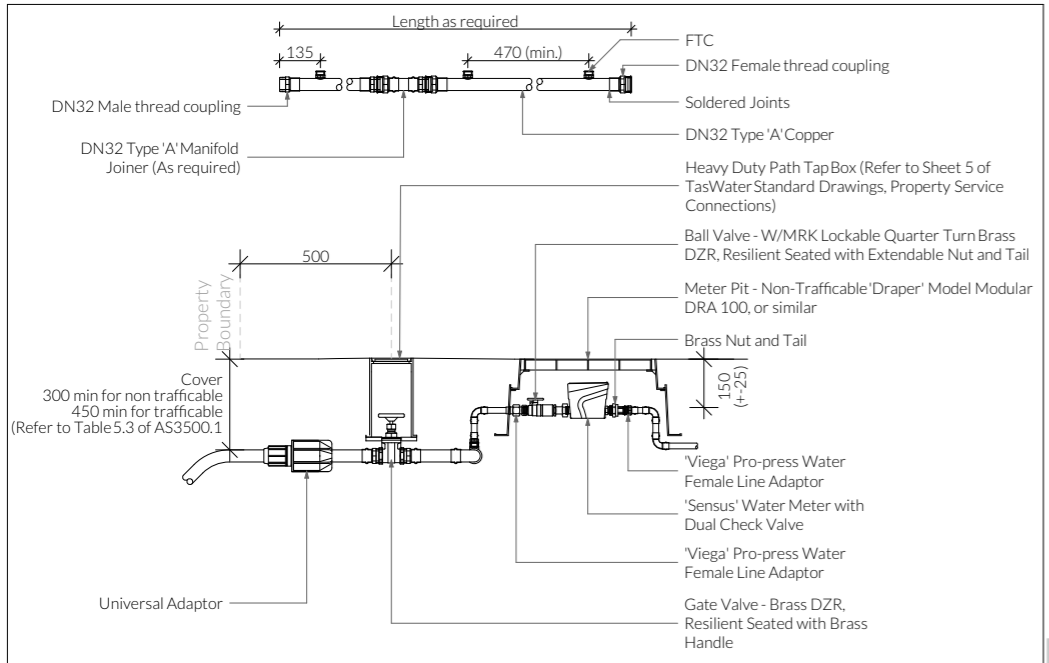 Length as required
135
470 (min.)
FTC
DN32 Female thread coupling
DN32 Male thread coupling
Soldered Joints
DN32 Type 'A' Manifold
Joiner (As required)
DN32 Type 'A' Copper
Heavy Duty Path Tap Box (Refer to Sheet 5 of
TasWater Standard Drawings, Property Service
Connections)
Ball Valve - W/MRK Lockable Quarter Turn Brass
DZR, Resilient Seated with Extendable Nut and Tail
500
Meter Pit - Non-Trafficable 'Draper' Model Modular
DRA 100, or similar
Property
Boundary
Brass Nut and Tail
150
(+-25)
Cover
300 min for non trafficable
450 min for trafficable
(Refer to Table 5.3 of AS3500.1
'Viega' Pro-press Water
Female Line Adaptor
'Sensus' Water Meter with
Dual Check Valve
'Viega' Pro-press Water
Female Line Adaptor
Universal Adaptor
Gate Valve - Brass DZR,
Resilient Seated with Brass
Handle